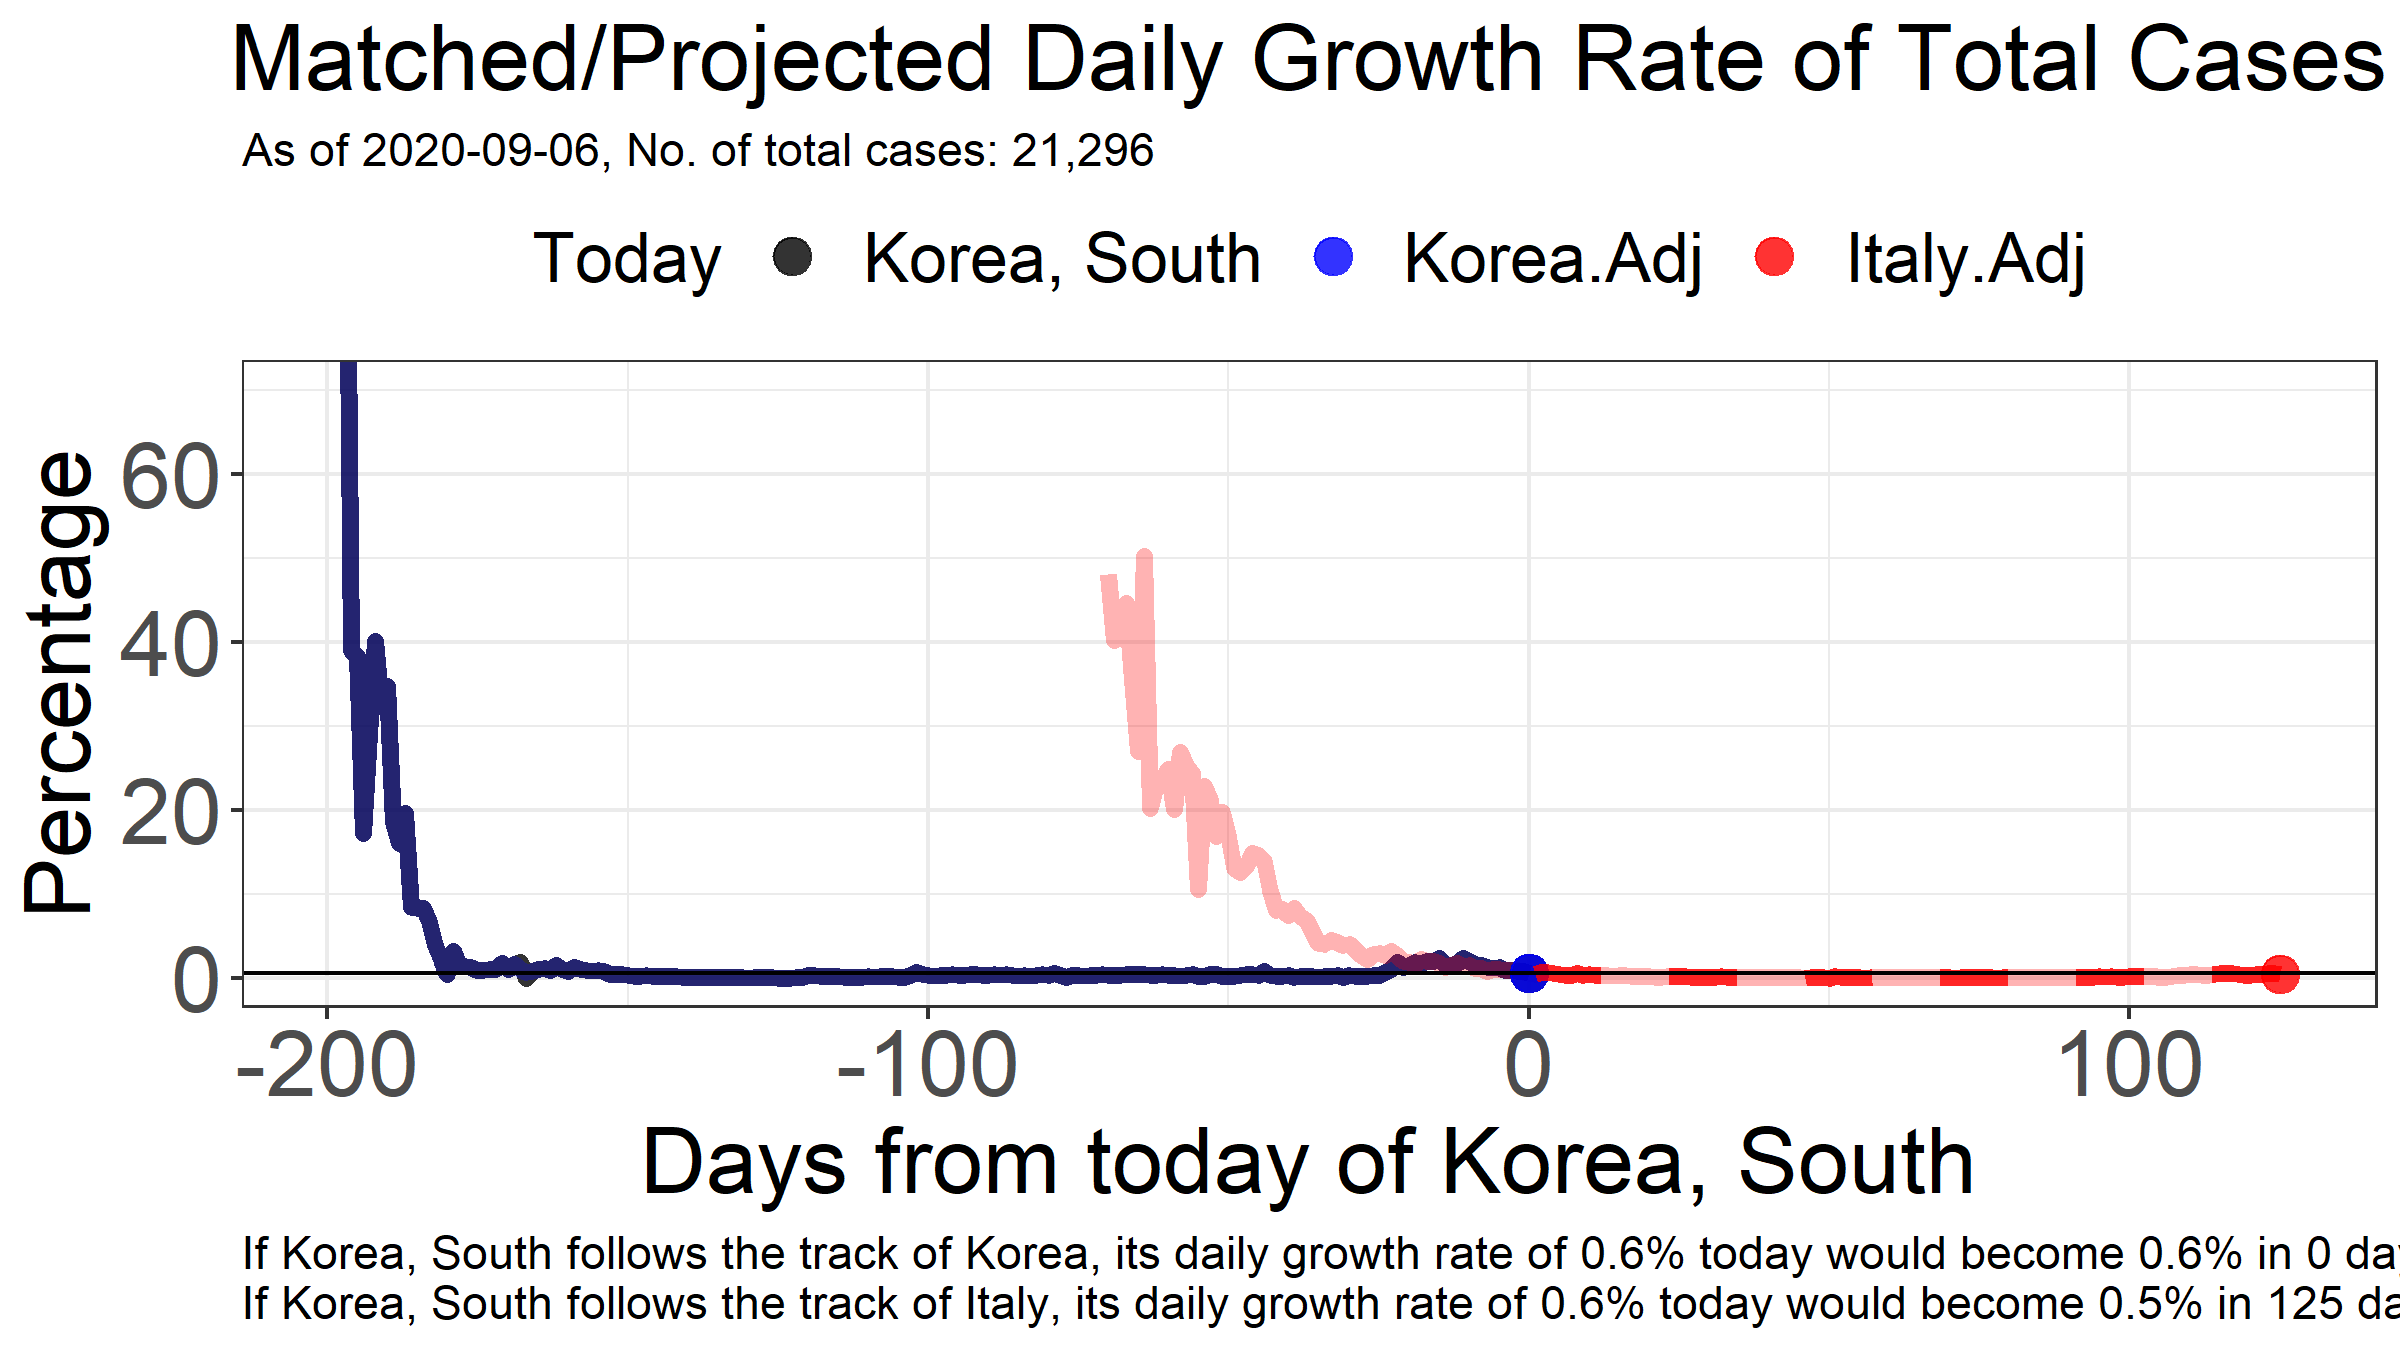 Matched/Projected Daily Growth Rate of Total Cases
As of 2020-09-06, No. of total cases: 21,296
Today Korea, South Korea.Adj Italy.Adj
Percentage
60
40
20
0
-200 -100 0 100
Days from today of Korea, South
If Korea, South follows the track of Korea, its daily growth rate of 0.6% today would become 0.6% in 0
If Korea, South follows the track of Italy, its daily growth rate of 0.6% today would become 0.5% in 125